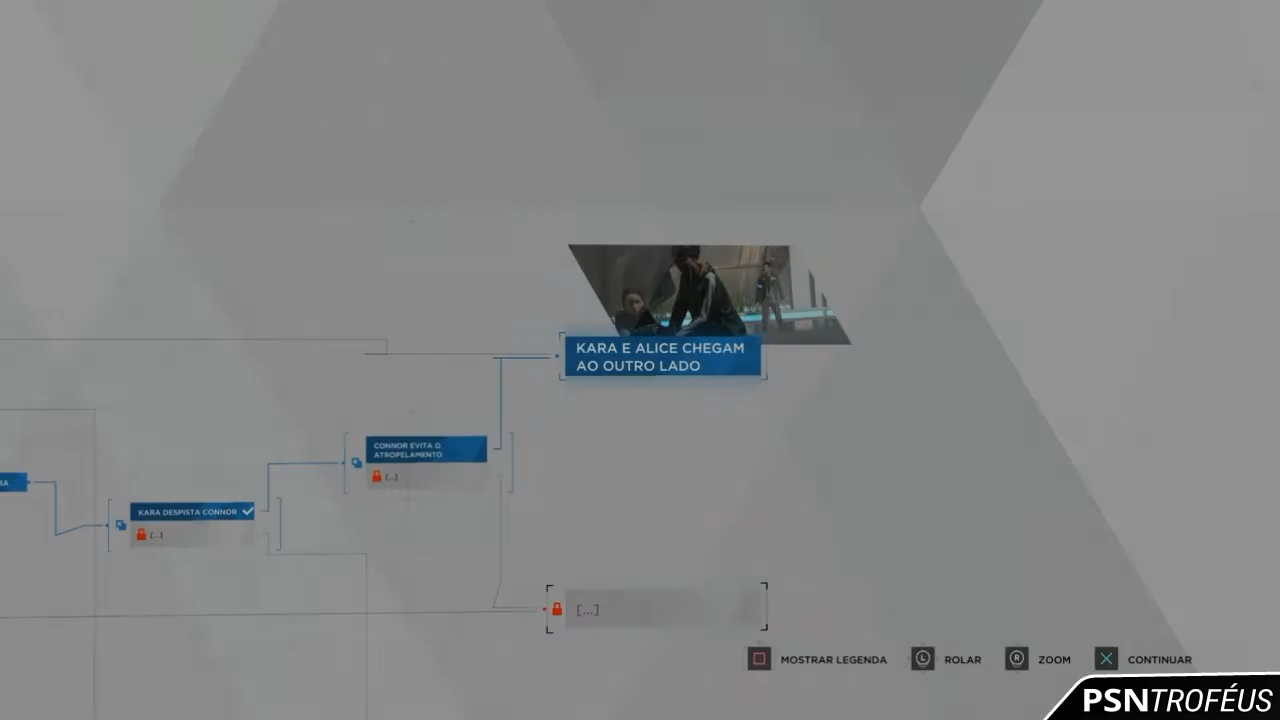 KARA E ALICE CHEGAM
AO OUTRO LADO
CONNOR EVITA O
ATROPELAMENTO
[...]
RA
KARA DESPISTA CONNOR
[...]
[...]
MOSTRAR LEGENDA
L
ROLAR
R
ZOOM
CONTINUAR
PSNTROFÉUS